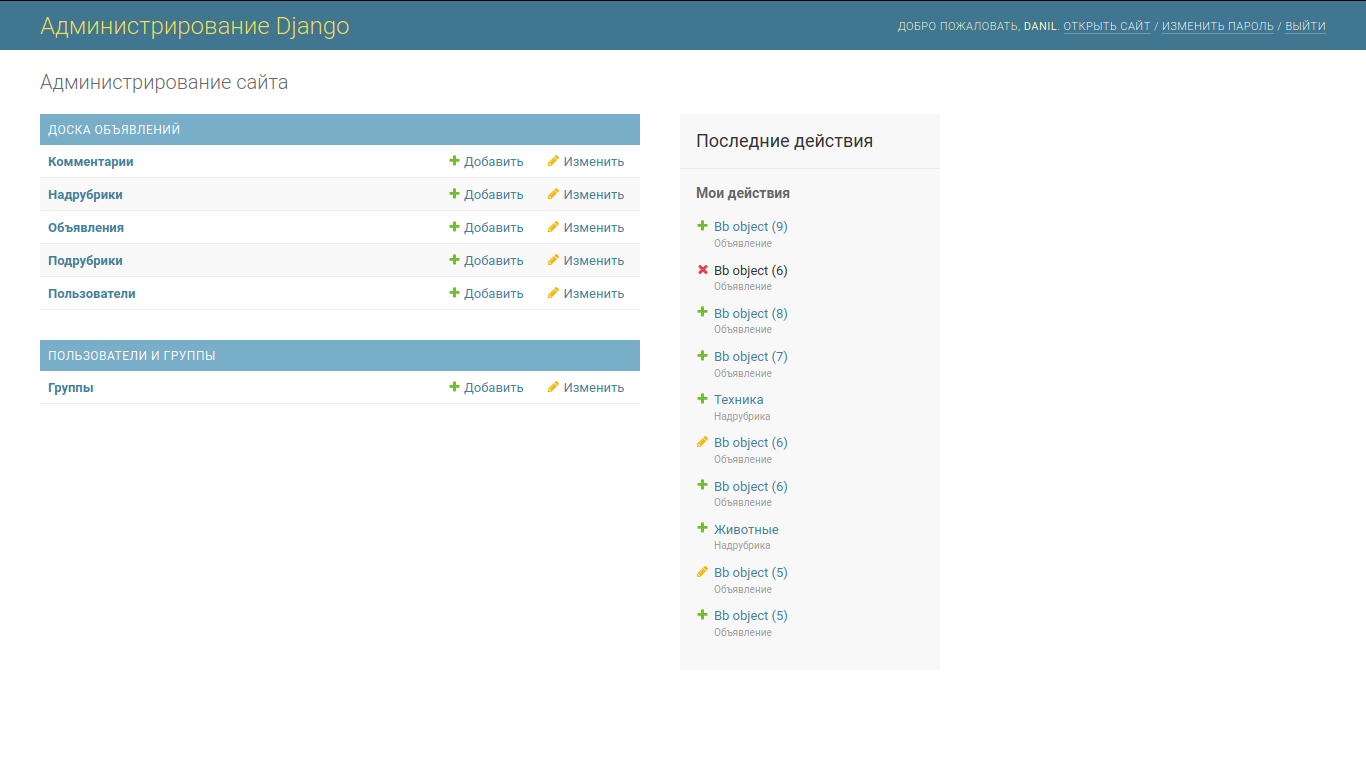 Администрирование Django
ДОБРО ПОЖАЛОВАТЬ, DANIL. ОТКРЫТЬ САЙТ / ИЗМЕНИТЬ ПАРОЛЬ / ВЫЙТИ
Администрирование сайта
ДОСКА ОБЪЯВЛЕНИЙ
Комментарии Добавить Изменить
Надрубрики Добавить Изменить
Объявления Добавить Изменить
Подрубрики Добавить Изменить
Пользователи Добавить Изменить
ПОЛЬЗОВАТЕЛИ И ГРУППЫ
Группы Добавить Изменить
Последние действия
Мои действия
Bb object (9)
Объявление
Bb object (6)
Объявление
Bb object (8)
Объявление
Bb object (7)
Объявление
Техника
Надрубрика
Bb object (6)
Объявление
Bb object (6)
Объявление
Животные
Надрубрика
Bb object (5)
Объявление
Bb object (5)
Объявление